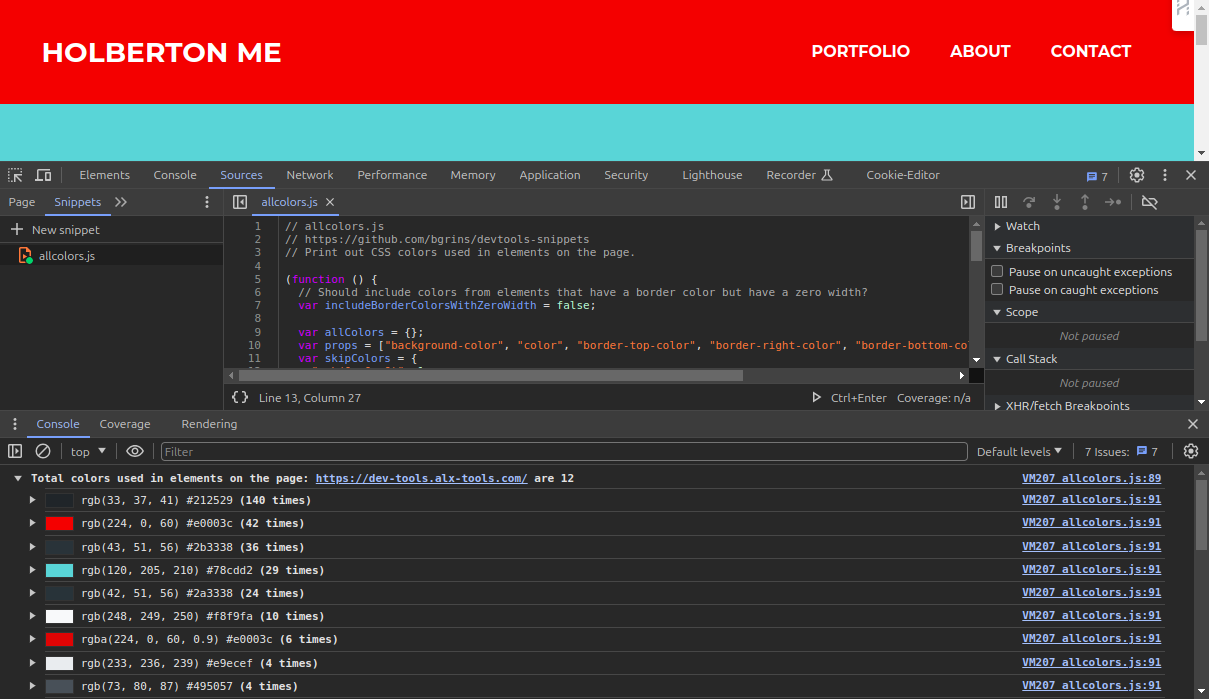 HOLBERTON ME PORTFOLIO ABOUT CONTACT
Elements Console Sources Network Performance Memory Application Security Lighthouse Recorder Cookie-Editor 7
Page Snippets
allcolors.js
New snippet
allcolors.js
1 // allcolors.js
2 // https://github.com/bgrins/devtools-snippets
3 // Print out CSS colors used in elements on the page.
4
5 (function () {
6 // Should include colors from elements that have a border color but have a zero width?
7 var includeBorderColorsWithZeroWidth = false;
8
9 var allColors = {};
10 var props = ["background-color", "color", "border-top-color", "border-right-color", "border-bottom-co
11 var skipColors = {
{} Line 13, Column 27 Ctrl+Enter Coverage: n/a
Watch
Breakpoints
Pause on uncaught exceptions
Pause on caught exceptions
Scope
Not paused
Call Stack
Not paused
XHR/fetch Breakpoints
Console Coverage Rendering
top Filter Default levels 7 Issues: 7
Total colors used in elements on the page: https://dev-tools.alx-tools.com/ are 12 VM207 allcolors.js:89
rgb(33, 37, 41) #212529 (140 times) VM207 allcolors.js:91
rgb(224, 0, 60) #e0003c (42 times) VM207 allcolors.js:91
rgb(43, 51, 56) #2b3338 (36 times) VM207 allcolors.js:91
rgb(120, 205, 210) #78cdd2 (29 times) VM207 allcolors.js:91
rgb(42, 51, 56) #2a3338 (24 times) VM207 allcolors.js:91
rgb(248, 249, 250) #f8f9fa (10 times) VM207 allcolors.js:91
rgba(224, 0, 60, 0.9) #e0003c (6 times) VM207 allcolors.js:91
rgb(233, 236, 239) #e9ecef (4 times) VM207 allcolors.js:91
rgb(73, 80, 87) #495057 (4 times) VM207 allcolors.js:91